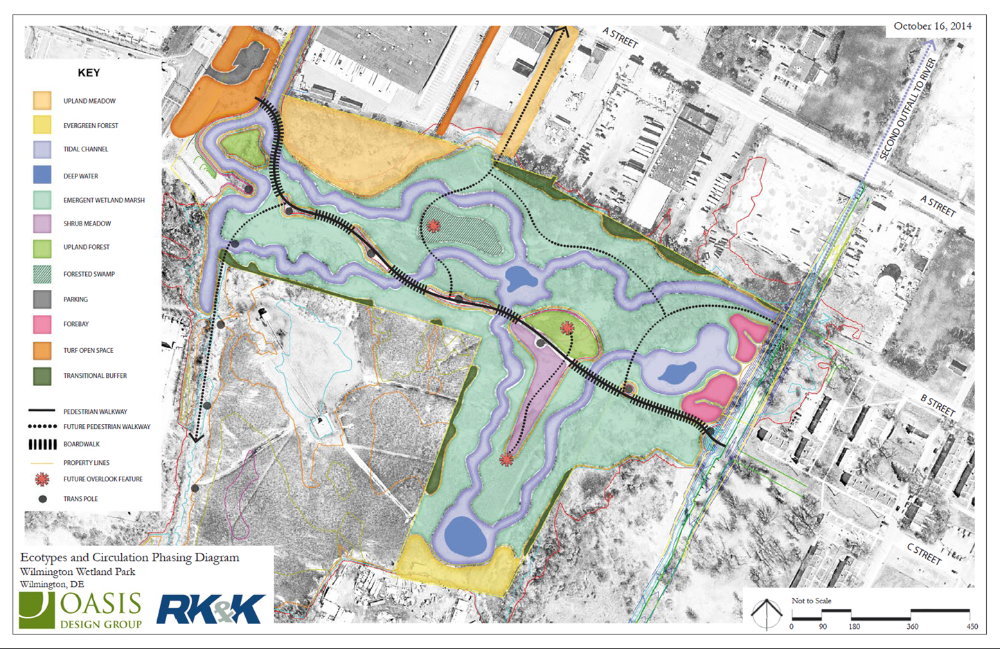 October 16, 2014
A STREET
SECOND OUTFALL TO RIVER
A STREET
B STREET
C STREET
KEY
UPLAND MEADOW
EVERGREEN FOREST
TIDAL CHANNEL
DEEP WATER
EMERGENT WETLAND MARSH
SHRUB MEADOW
UPLAND FOREST
FORESTED SWAMP
PARKING
FOREBAY
TURF OPEN SPACE
TRANSITIONAL BUFFER
PEDESTRIAN WALKWAY
FUTURE PEDESTRIAN WALKWAY
BOARDWALK
PROPERTY LINES
FUTURE OVERLOOK FEATURE
TRANS POLE
Ecotypes and Circulation Phasing Diagram
Wilmington Wetland Park
Wilmington, DE
OASIS
DESIGN GROUP
RK&K
Not to Scale
0 90 180 360 450